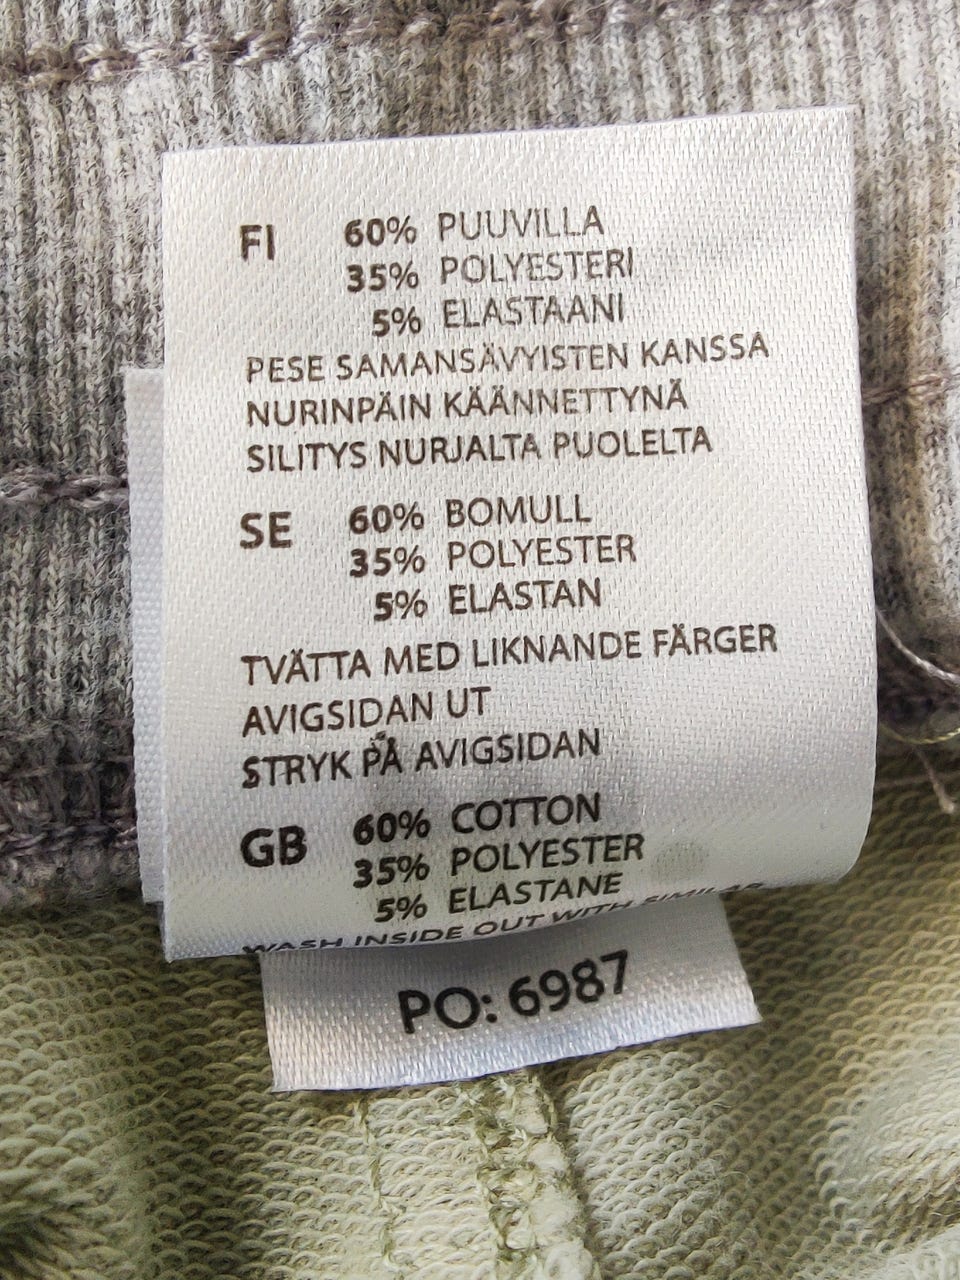 FI 60% PUUVILLA
35% POLYESTERI
5% ELASTAANI
PESE SAMANSÄVYISTEN KANSSA
NURINPÄIN KÄÄNNETTYNÄ
SILITYS NURJALTA PUOLELTA
SE 60% BOMULL
35% POLYESTER
5% ELASTAN
TVÄTTA MED LIKNANDE FÄRGER
AVIGSIDAN UT
STRYK PÅ AVIGSIDAN
GB 60% COTTON
35% POLYESTER
5% ELASTANE
WASH INSIDE OUT WITH SIMILAR
PO: 6987